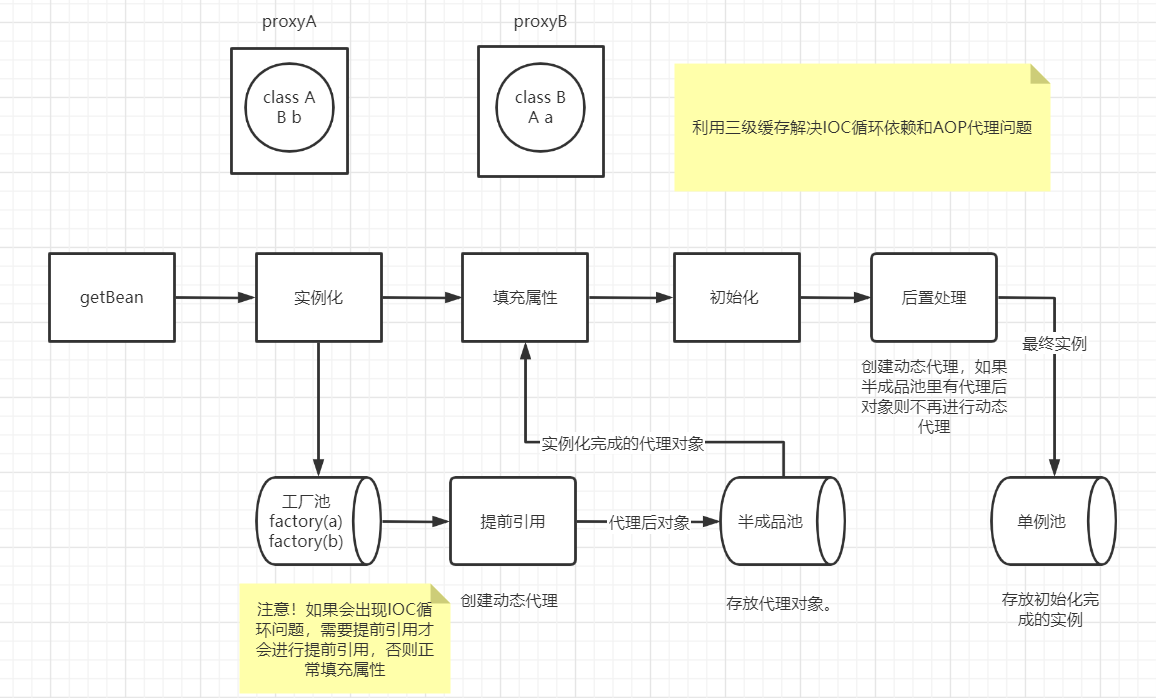 proxyA
proxyB
class A
B b
class B
A a
利用三级缓存解决IOC循环依赖和AOP代理问题
getBean
实例化
填充属性
初始化
后置处理
最终实例
创建动态代理，如果
半成品池里有代理后
对象则不再进行动态
代理
实例化完成的代理对象
工厂池
factory(a)
factory(b)
提前引用
代理后对象
半成品池
单例池
创建动态代理
存放代理对象。
存放初始化完
成的实例
注意！如果会出现IOC循
环问题，需要提前引用才
会进行提前引用，否则正
常填充属性